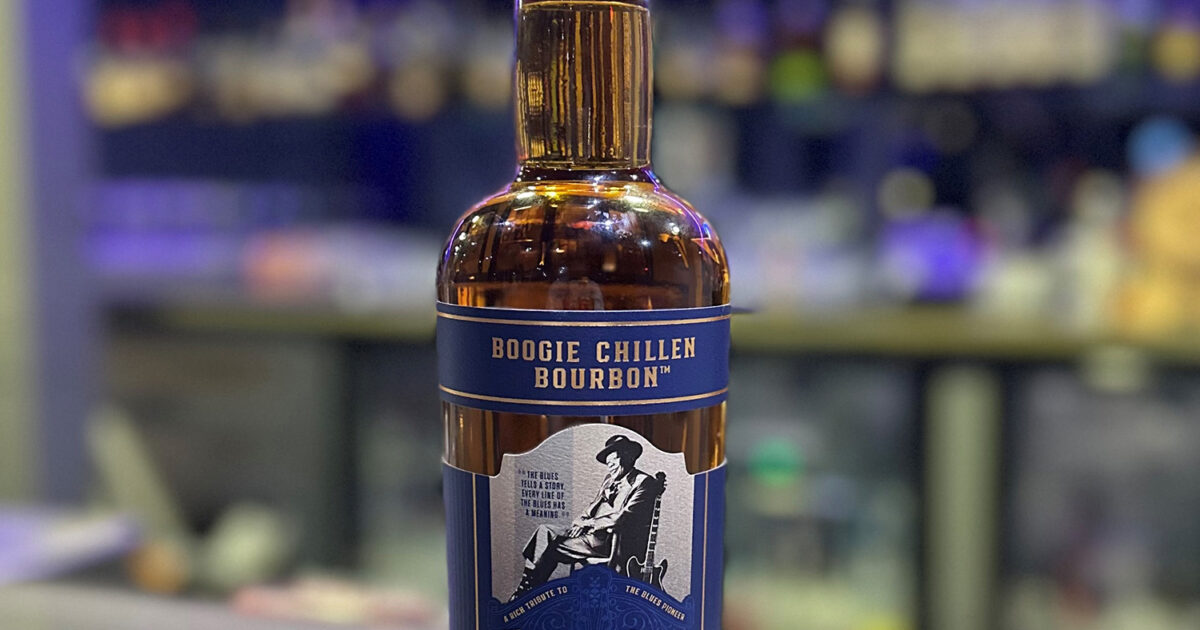 BOOGIE CHILLEN
BOURBON™
"THE BLUES
TELLS A STORY.
EVERY LINE OF
THE BLUES HAS
A MEANING."
A RICH TRIBUTE TO THE BLUES PIONEER